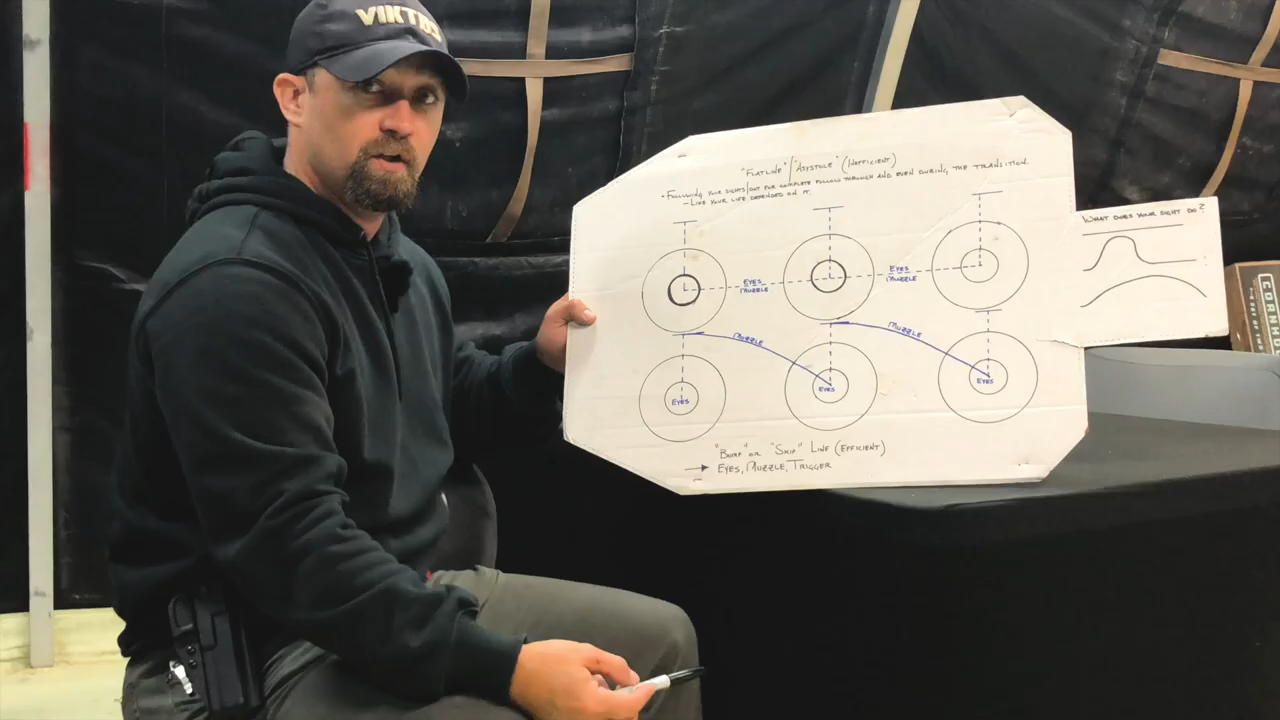 VIKTOS
"FLATLINE"/"ASYSTOLE" (INEFFICIENT)
• FOLLOWING YOUR SIGHTS/DOT FOR COMPLETE FOLLOW THROUGH AND EVEN DURING THE TRANSITION.
- LIKE YOUR LIFE DEPENDED ON IT.
WHAT DOES YOUR SIGHT DO?
EYES
MUZZLE
EYES
MUZZLE
MUZZLE
MUZZLE
EYES
EYES
EYES
"BUMP" OR "SKIP" LINE (EFFICIENT)
→ EYES, MUZZLE, TRIGGER